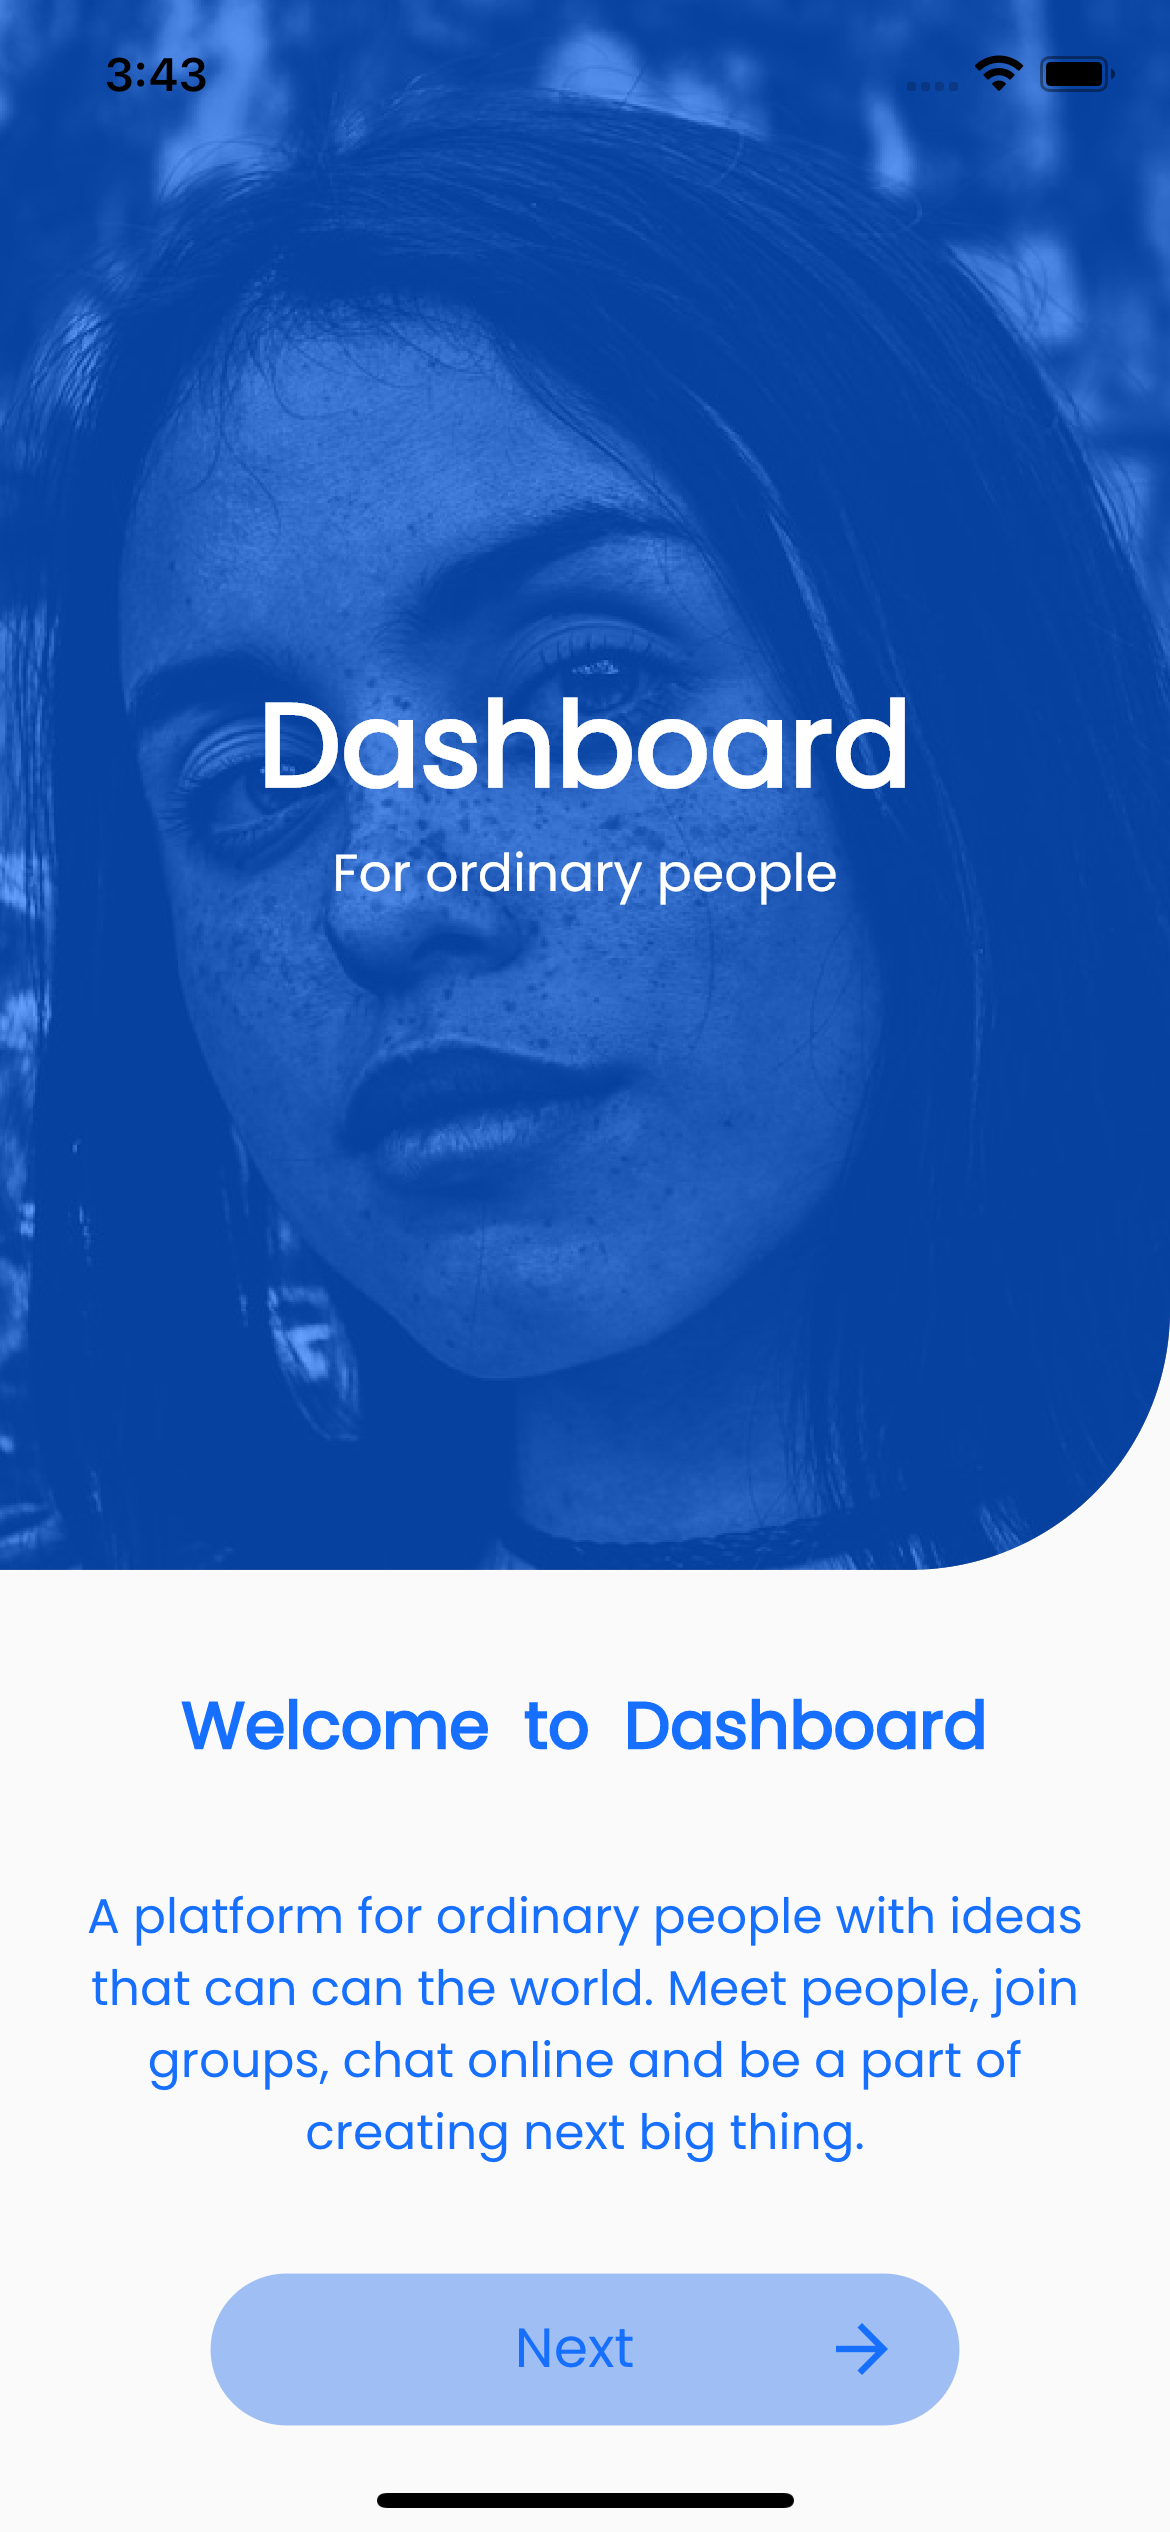 3:43
Dashboard
For ordinary people
Welcome to Dashboard
A platform for ordinary people with ideas
that can can the world. Meet people, join
groups, chat online and be a part of
creating next big thing.
Next